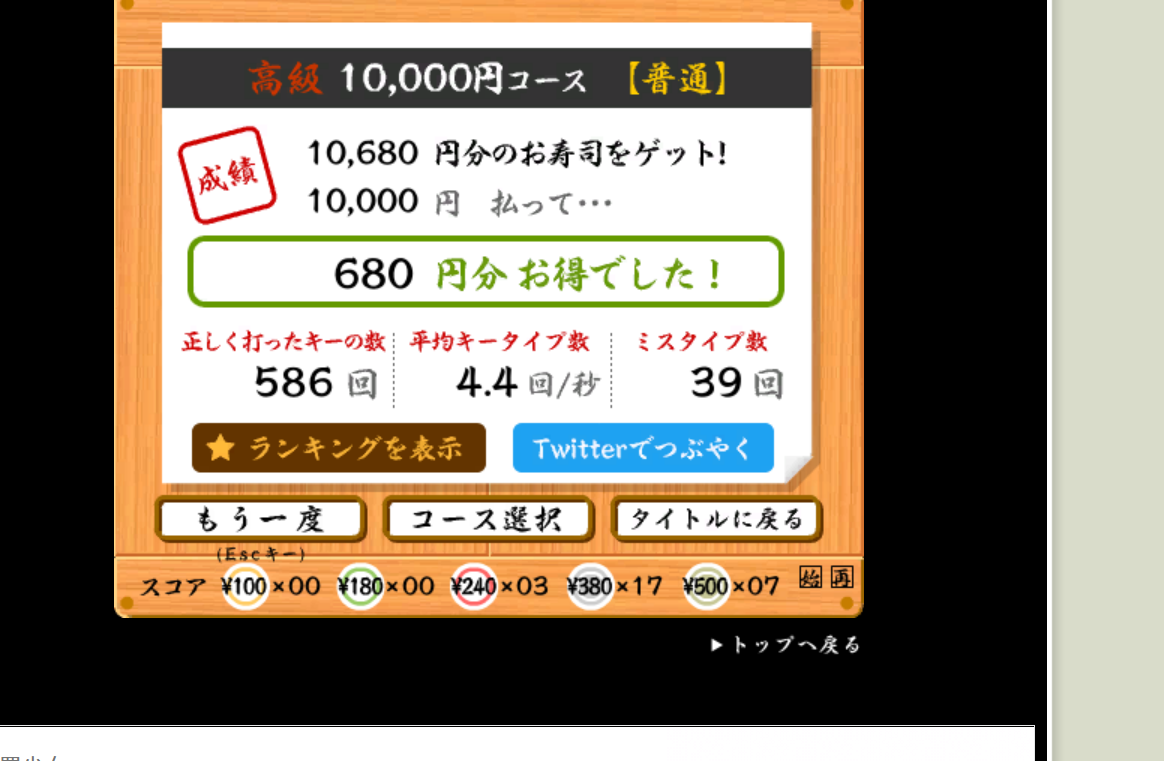 高級 10,000円コース 【普通】
成績
10,680 円分のお寿司をゲット!
10,000 円 払って…
680 円分 お得でした！
正しく打ったキーの数 平均キータイプ数 ミスタイプ数
586 回 4.4 回/秒 39 回
★ ランキングを表示 Twitterでつぶやく
もう一度 コース選択 タイトルに戻る
(Escキー)
スコア ¥100×00 ¥180×00 ¥240×03 ¥380×17 ¥500×07 始 再
▶トップへ戻る